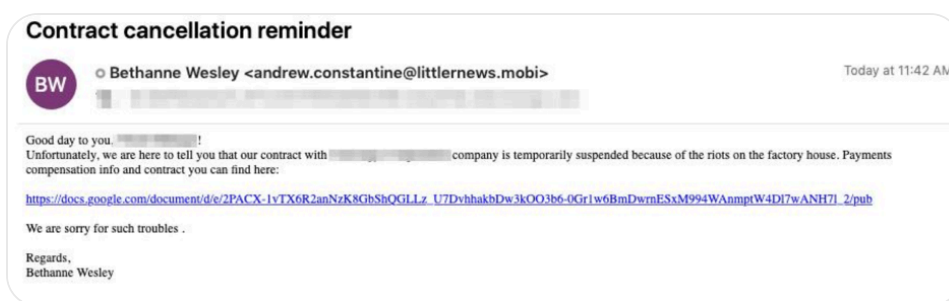 Contract cancellation reminder
BW
Bethanne Wesley <andrew.constantine@littlernews.mobi>
Today at 11:42 AM
Good day to you, !
Unfortunately, we are here to tell you that our contract with company is temporarily suspended because of the riots on the factory house. Payments
compensation info and contract you can find here:
https://docs.google.com/document/d/e/2PACX-1vTX6R2anNzK8GbShQGLLz_U7DvhhakbDw3kOO3b6-0Gr1w6BmDwrnESxM994WAnmptW4Dl7wANH7l_2/pub
We are sorry for such troubles .
Regards,
Bethanne Wesley